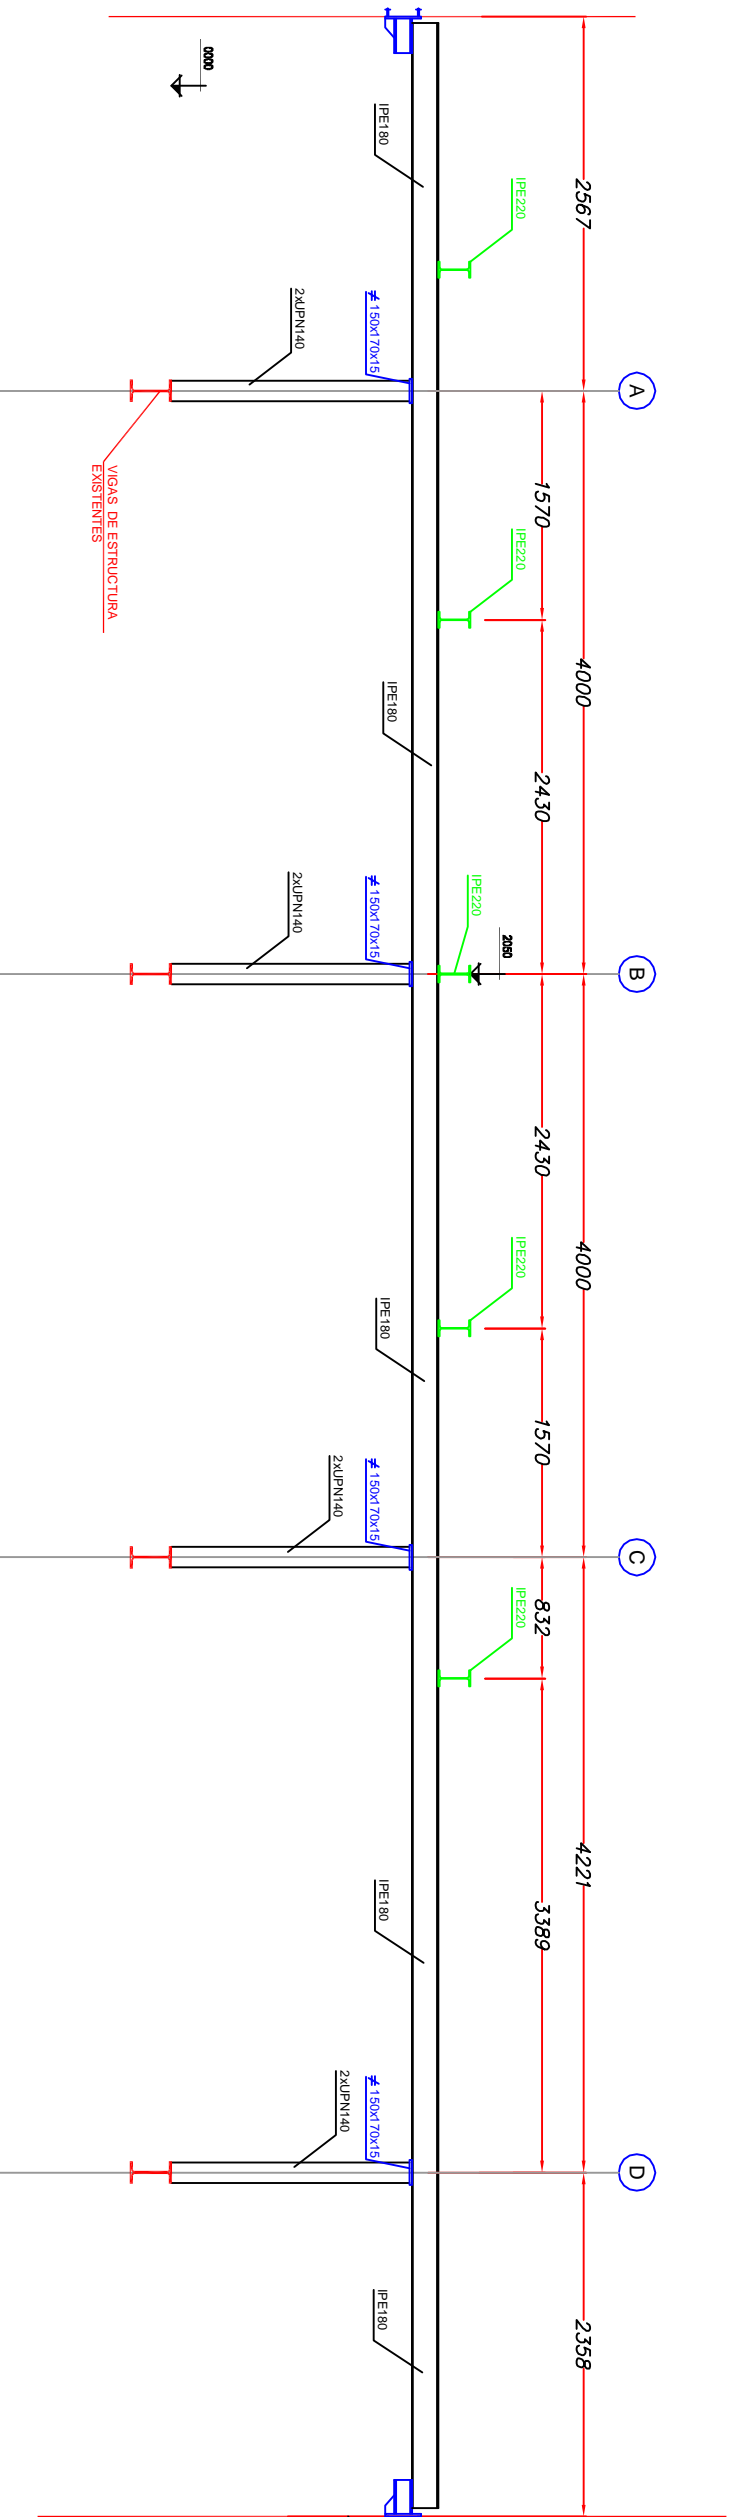 A
B
C
D
2567
4000
4000
4221
2358
1570
2430
2430
1570
832
3389
IPE220
IPE220
IPE220
IPE220
IPE220
2050
IPE180
IPE180
IPE180
IPE180
IPE180
≠ 150x170x15
≠ 150x170x15
≠ 150x170x15
≠ 150x170x15
2xUPN140
2xUPN140
2xUPN140
2xUPN140
0000
VIGAS DE ESTRUCTURA
EXISTENTES